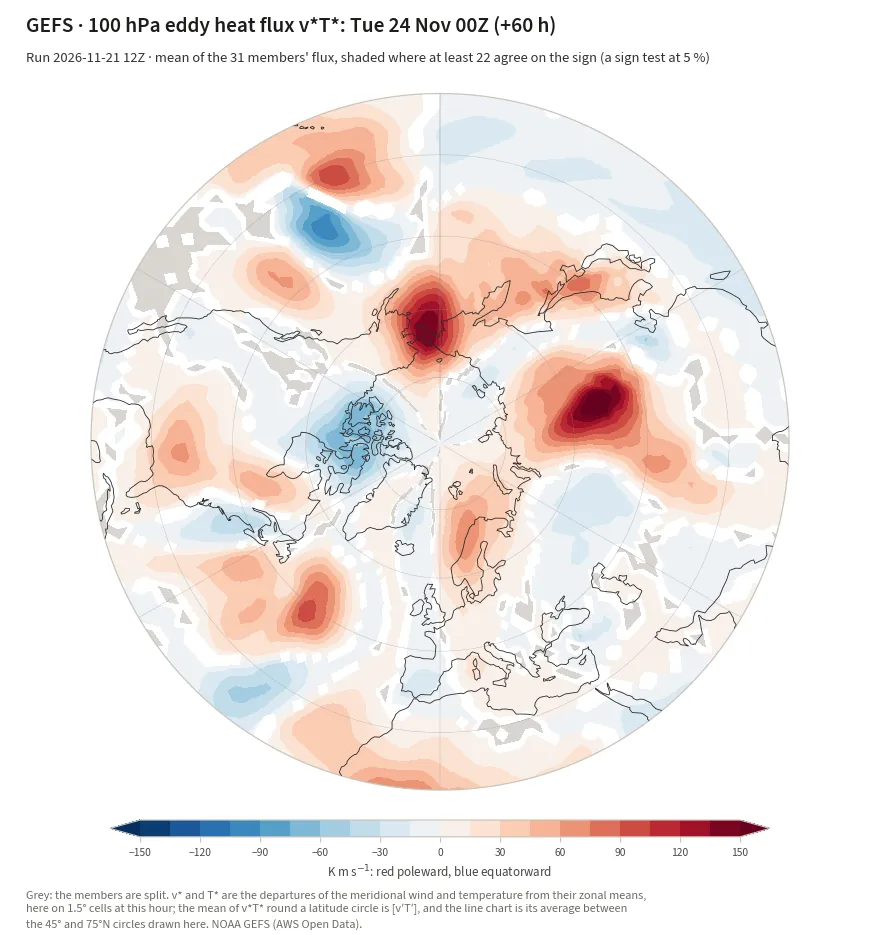 GEFS · 100 hPa eddy heat flux v*T*: Tue 24 Nov 00Z (+60 h)
Run 2026-11-21 12Z · mean of the 31 members' flux, shaded where at least 22 agree on the sign (a sign test at 5 %)
−150 −120 −90 −60 −30 0 30 60 90 120 150
K m s⁻¹: red poleward, blue equatorward
Grey: the members are split. v* and T* are the departures of the meridional wind and temperature from their zonal means,
here on 1.5° cells at this hour; the mean of v*T* round a latitude circle is [v'T'], and the line chart is its average between
the 45° and 75°N circles drawn here. NOAA GEFS (AWS Open Data).